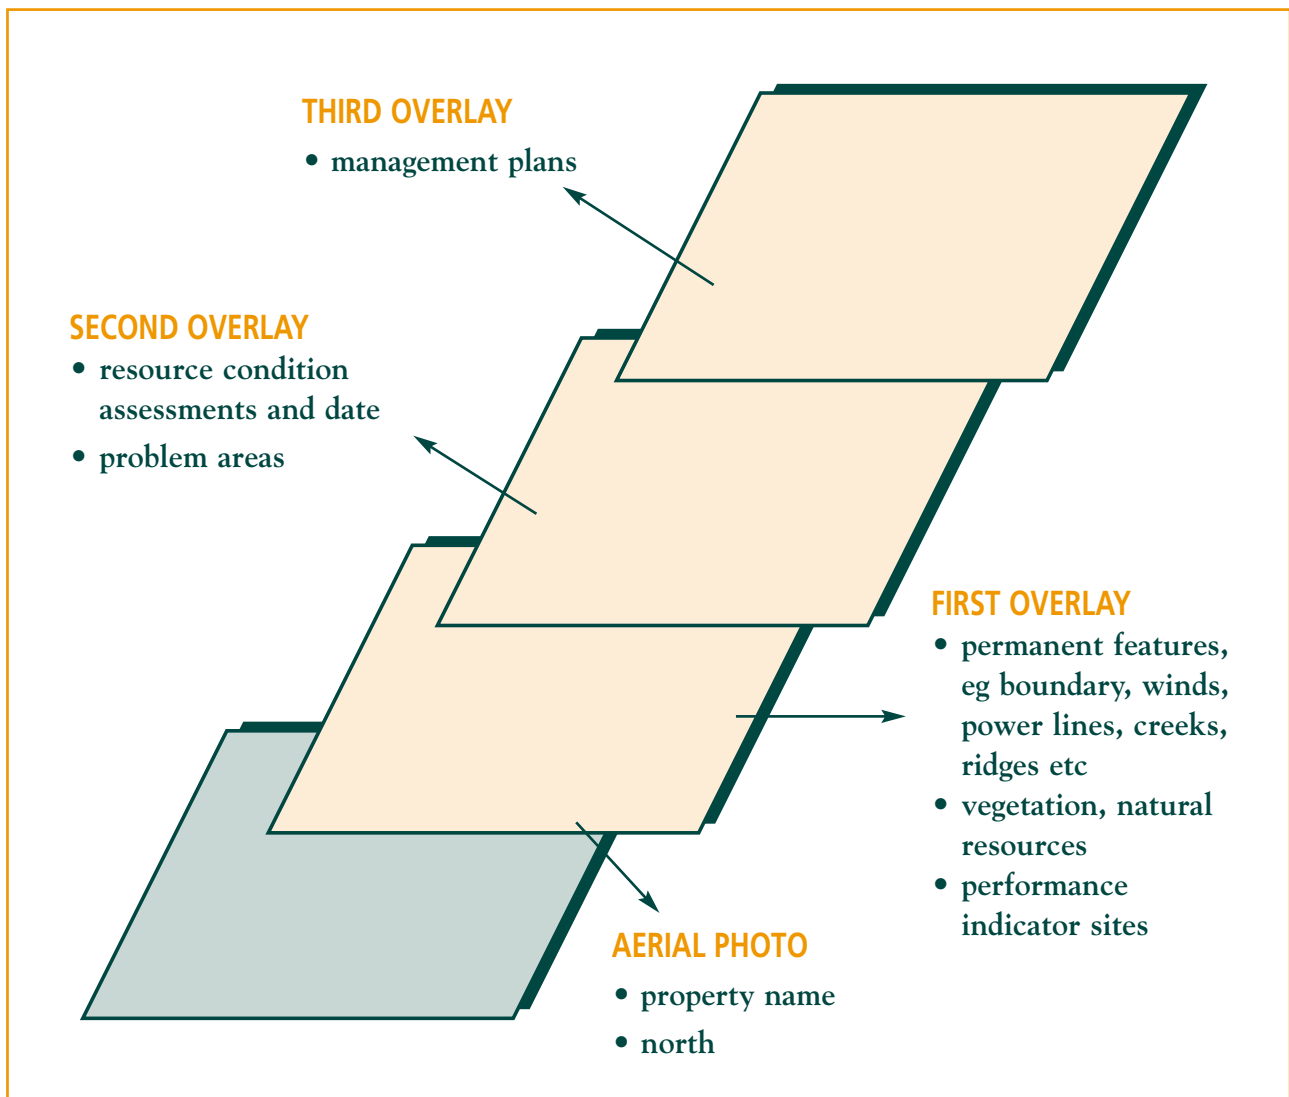 THIRD OVERLAY
• management plans
SECOND OVERLAY
• resource condition
assessments and date
• problem areas
FIRST OVERLAY
• permanent features,
eg boundary, winds,
power lines, creeks,
ridges etc
• vegetation, natural
resources
• performance
indicator sites
AERIAL PHOTO
• property name
• north